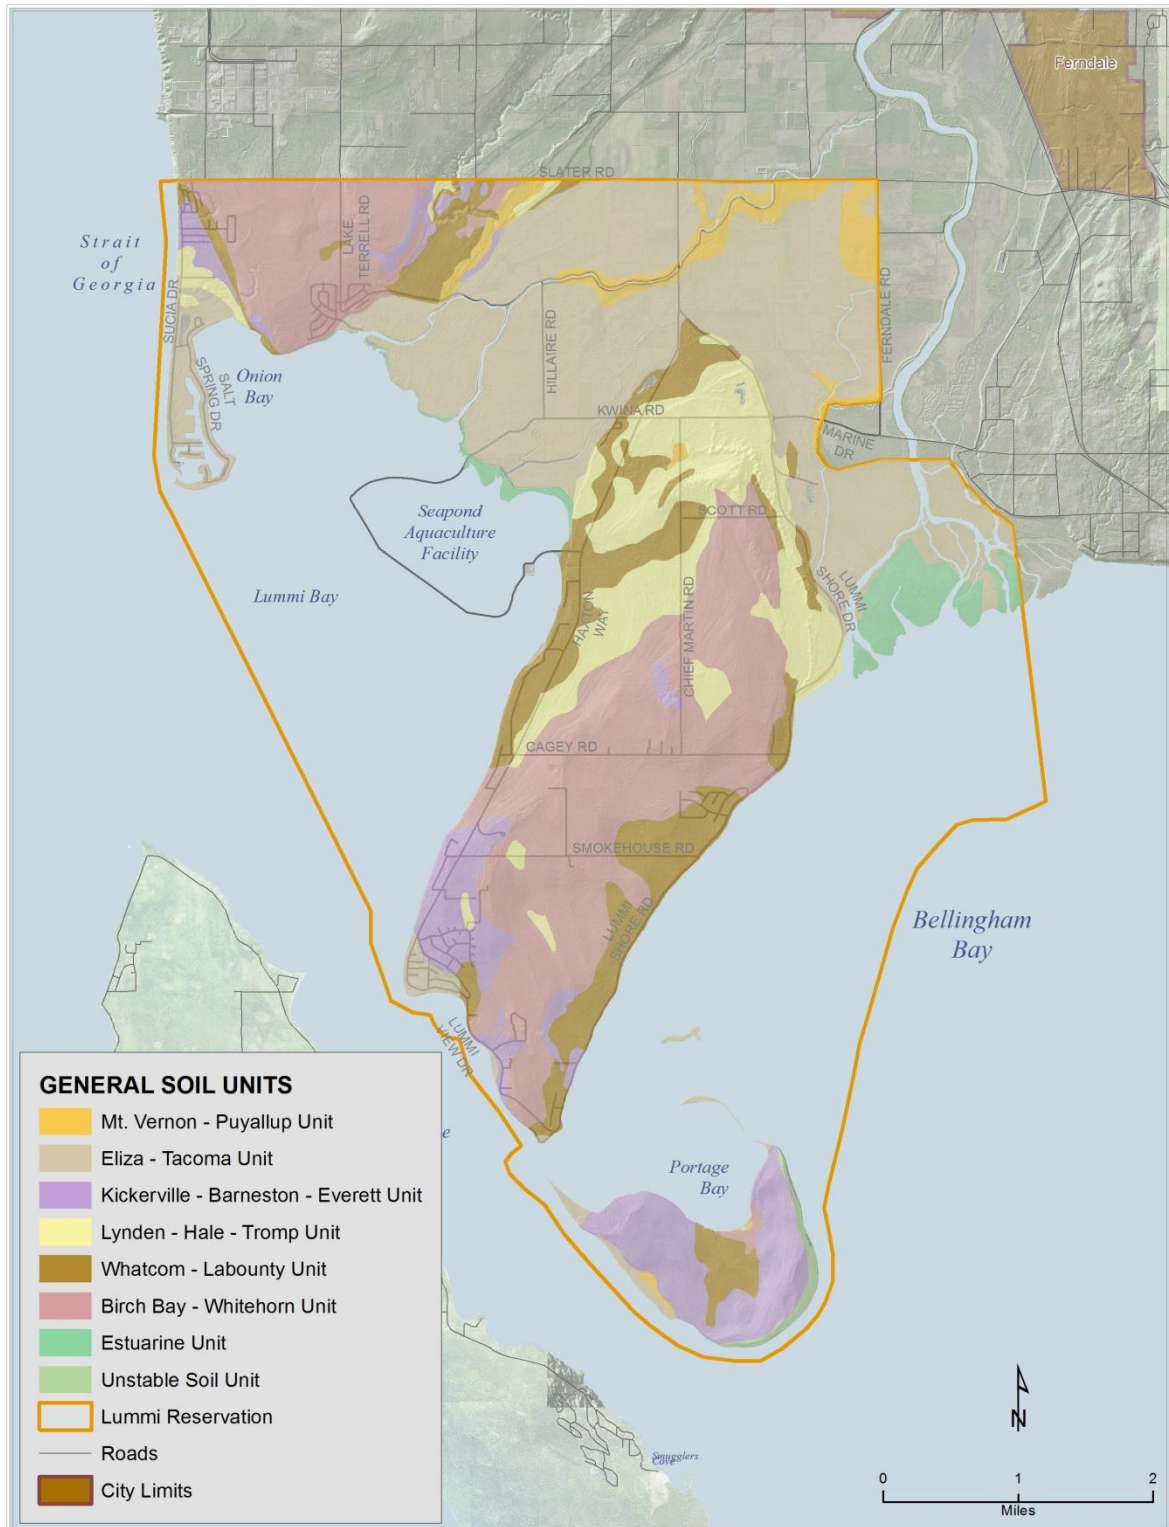 Ferndale
SLATER RD
Strait
of
Georgia
LAKE
TERRELL RD
SUCIA DR
SALT
SPRING DR
Onion
Bay
HILLAIRE RD
FERNDALE RD
KWINA RD
MARINE
DR
Seapond
Aquaculture
Facility
SCOTT RD
Lummi Bay
HAXTON
WAY
CHIEF MARTIN RD
LUMMI
SHORE DR
CAGEY RD
SMOKEHOUSE RD
LUMMI
SHORE RD
Bellingham
Bay
LUMMI
VIEW DR
e
Portage
Bay
GENERAL SOIL UNITS
Mt. Vernon - Puyallup Unit
Eliza - Tacoma Unit
Kickerville - Barneston - Everett Unit
Lynden - Hale - Tromp Unit
Whatcom - Labounty Unit
Birch Bay - Whitehorn Unit
Estuarine Unit
Unstable Soil Unit
Lummi Reservation
Roads
City Limits
Smugglers
Cove
N
0 1 2
Miles